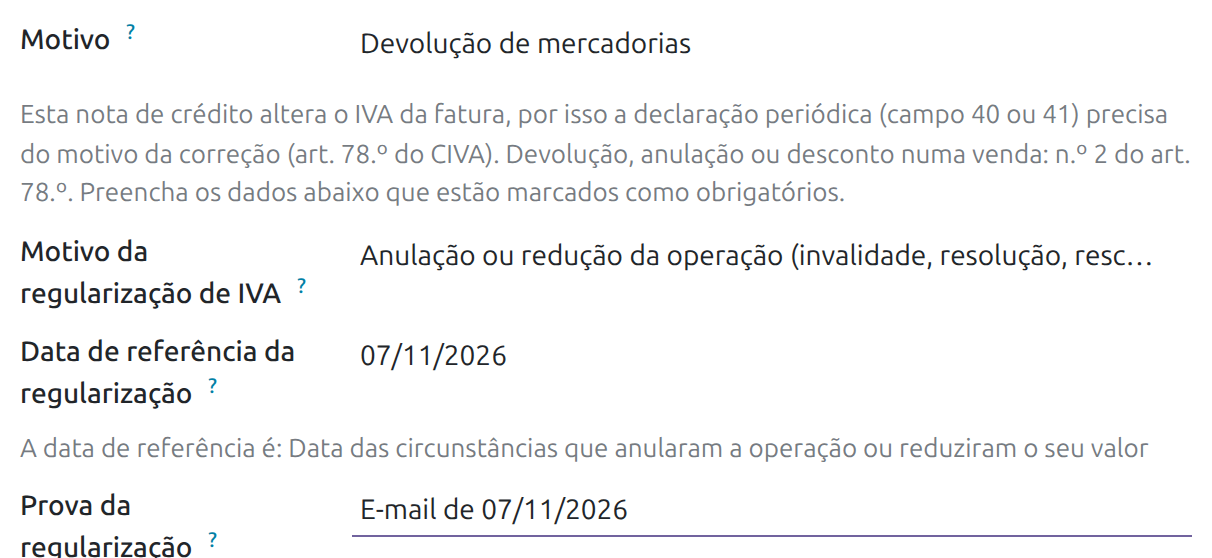 Motivo ?
Devolução de mercadorias
Esta nota de crédito altera o IVA da fatura, por isso a declaração periódica (campo 40 ou 41) precisa
do motivo da correção (art. 78.º do CIVA). Devolução, anulação ou desconto numa venda: n.º 2 do art.
78.º. Preencha os dados abaixo que estão marcados como obrigatórios.
Motivo da
regularização de IVA ?
Anulação ou redução da operação (invalidade, resolução, resc...
Data de referência da
regularização ?
07/11/2026
A data de referência é: Data das circunstâncias que anularam a operação ou reduziram o seu valor
Prova da
regularização ?
E-mail de 07/11/2026